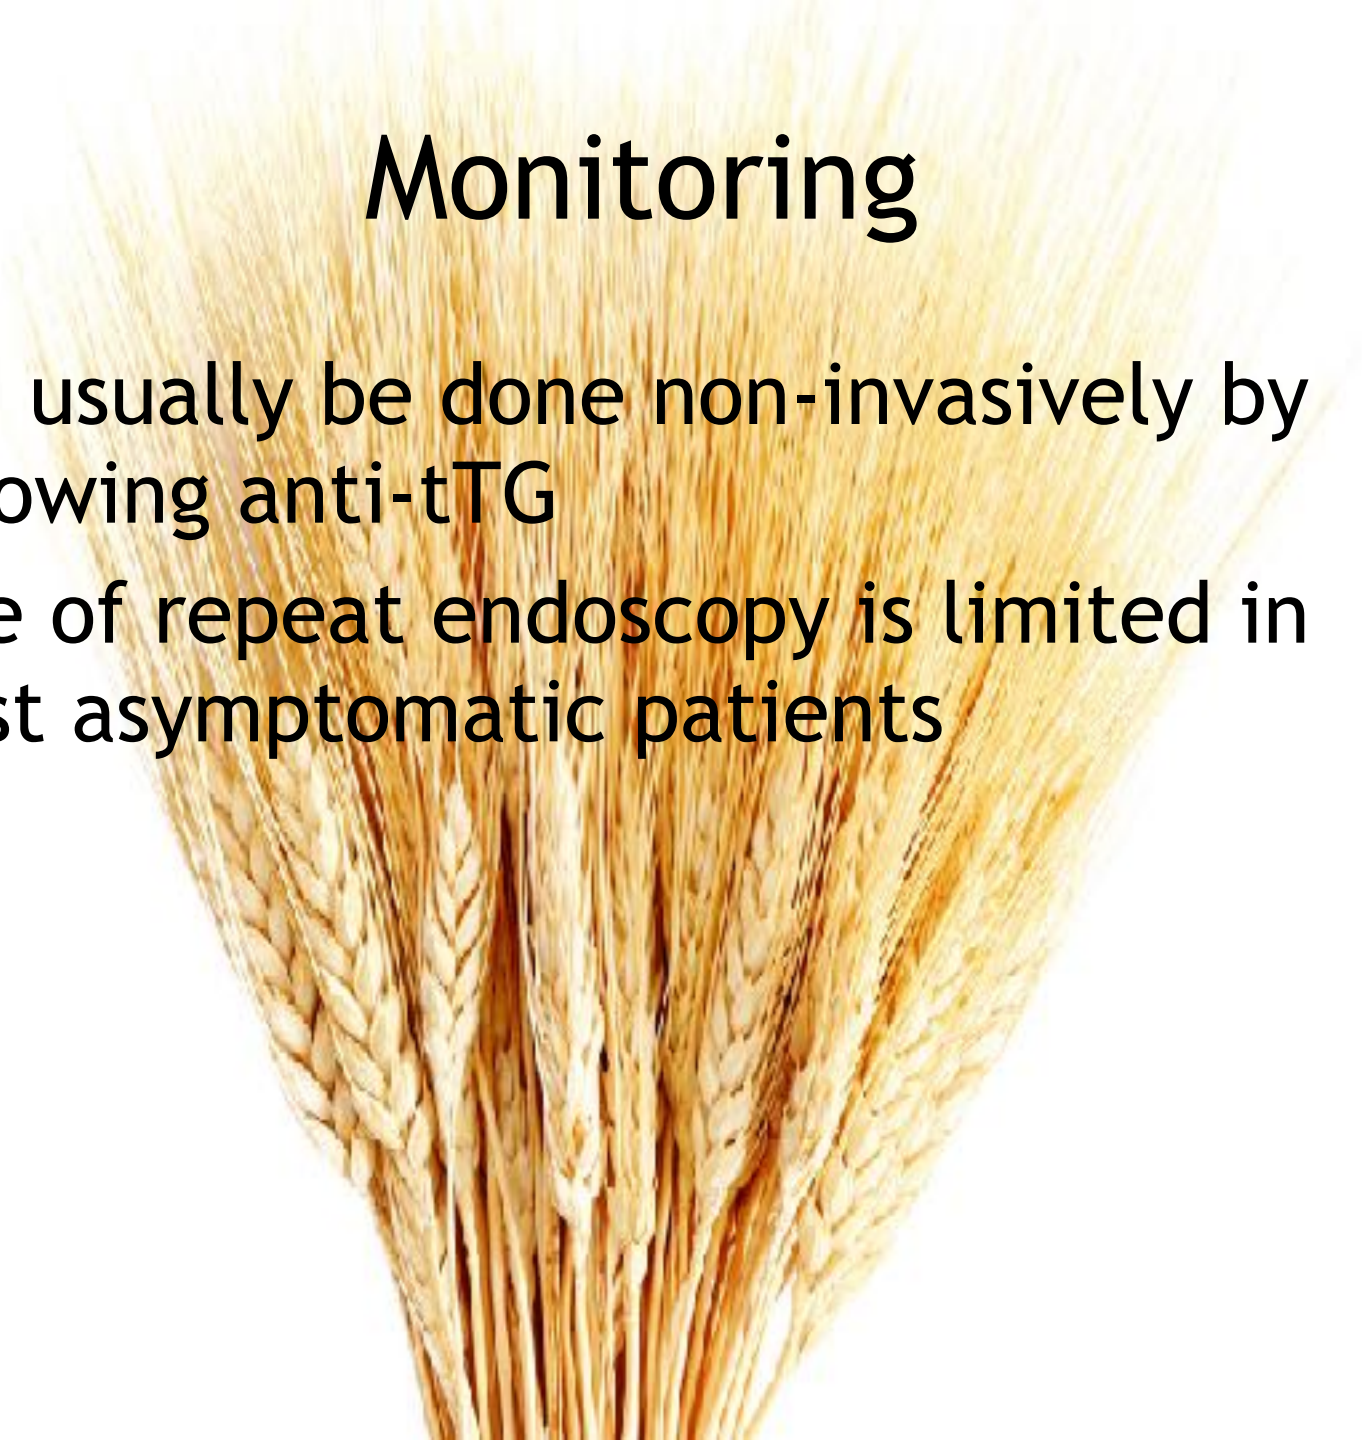 Monitoring
usually be done non-invasively by
owing anti-tTG
e of repeat endoscopy is limited in
st asymptomatic patients